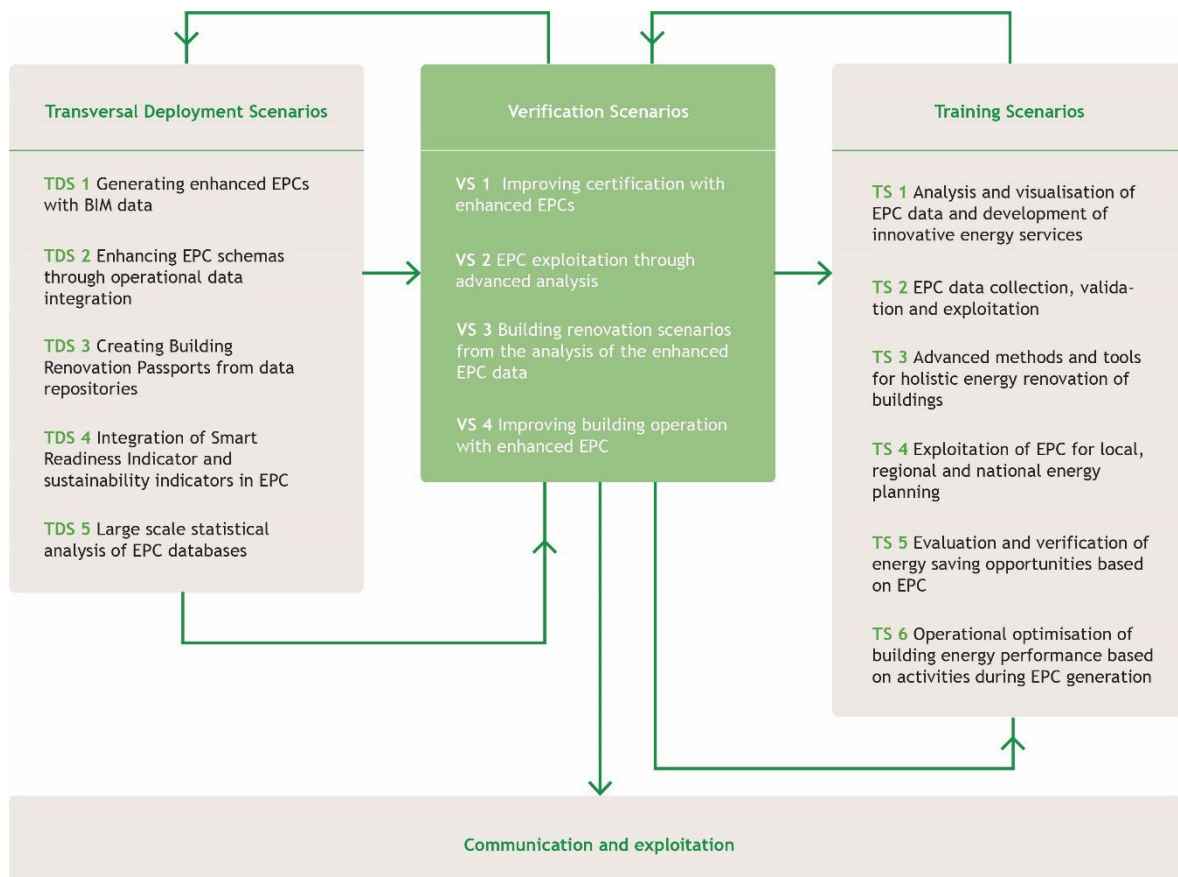 Transversal Deployment Scenarios
TDS 1 Generating enhanced EPCs
with BIM data
TDS 2 Enhancing EPC schemas
through operational data
integration
TDS 3 Creating Building
Renovation Passports from data
repositories
TDS 4 Integration of Smart
Readiness Indicator and
sustainability indicators in EPC
TDS 5 Large scale statistical
analysis of EPC databases
Verification Scenarios
VS 1 Improving certification with
enhanced EPCs
VS 2 EPC exploitation through
advanced analysis
VS 3 Building renovation scenarios
from the analysis of the enhanced
EPC data
VS 4 Improving building operation
with enhanced EPC
Training Scenarios
TS 1 Analysis and visualisation of
EPC data and development of
innovative energy services
TS 2 EPC data collection, valida-
tion and exploitation
TS 3 Advanced methods and tools
for holistic energy renovation of
buildings
TS 4 Exploitation of EPC for local,
regional and national energy
planning
TS 5 Evaluation and verification of
energy saving opportunities based
on EPC
TS 6 Operational optimisation of
building energy performance based
on activities during EPC generation
Communication and exploitation